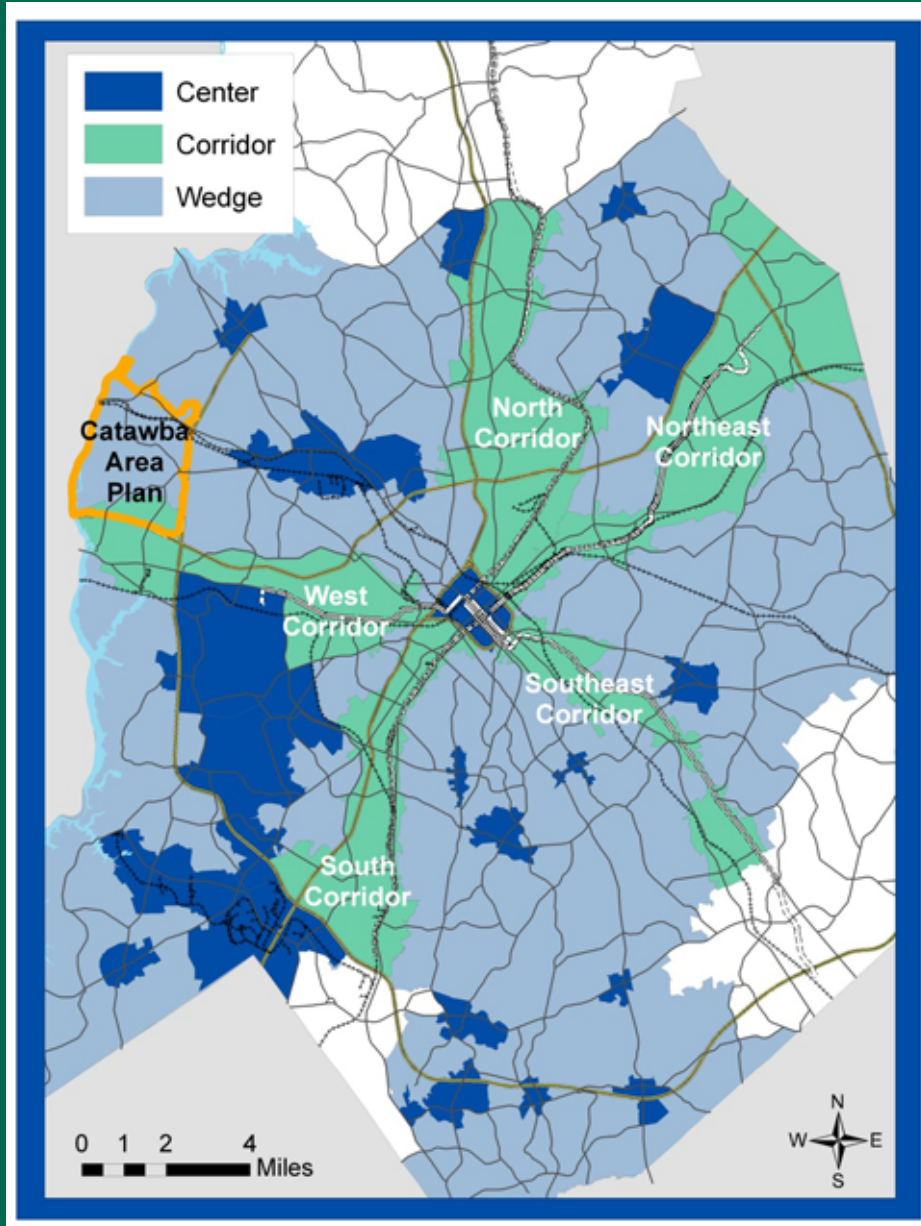 Center
Corridor
Wedge
North
Corridor
Northeast
Corridor
Catawba
Area
Plan
West
Corridor
Southeast
Corridor
South
Corridor
0 1 2 4
Miles
N
W E
S